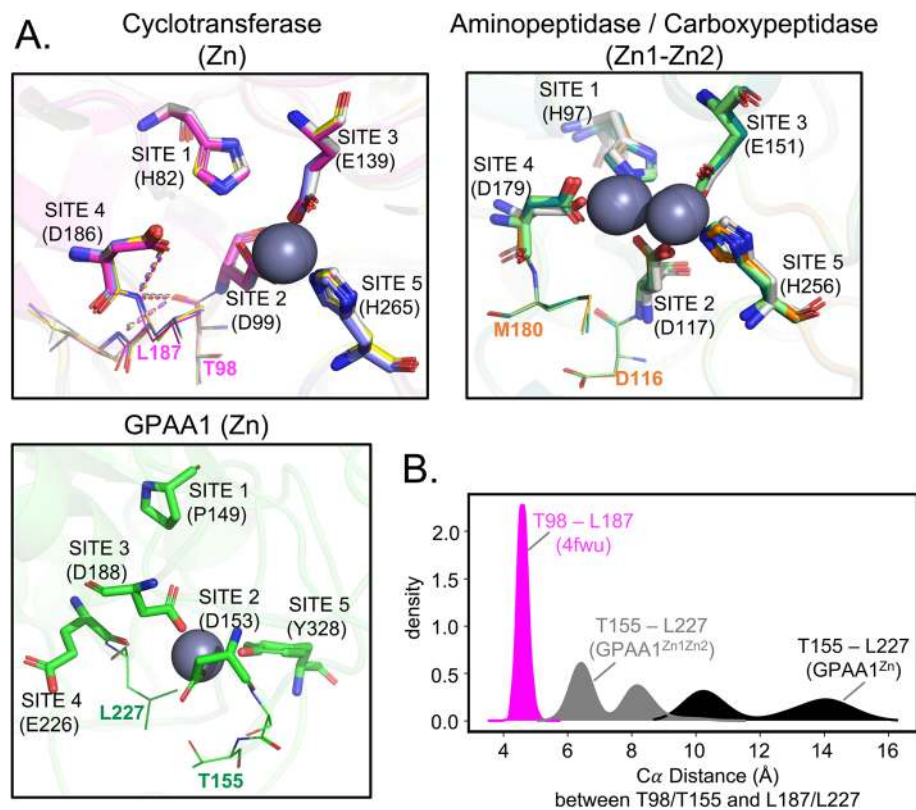 A.
Cyclotransferase
(Zn)
SITE 1
(H82)
SITE 3
(E139)
SITE 4
(D186)
SITE 2
(D99)
SITE 5
(H265)
L187
T98
Aminopeptidase / Carboxypeptidase
(Zn1-Zn2)
SITE 1
(H97)
SITE 3
(E151)
SITE 4
(D179)
SITE 2
(D117)
SITE 5
(H256)
M180
D116
GPAA1 (Zn)
SITE 1
(P149)
SITE 3
(D188)
SITE 2
(D153)
SITE 5
(Y328)
SITE 4
(E226)
L227
T155
B.
density
2.0
1.5
1.0
0.5
0.0
T98 – L187
(4fwu)
T155 – L227
(GPAA1Zn1Zn2)
T155 – L227
(GPAA1Zn)
4 6 8 10 12 14 16
Cα Distance (Å)
between T98/T155 and L187/L227